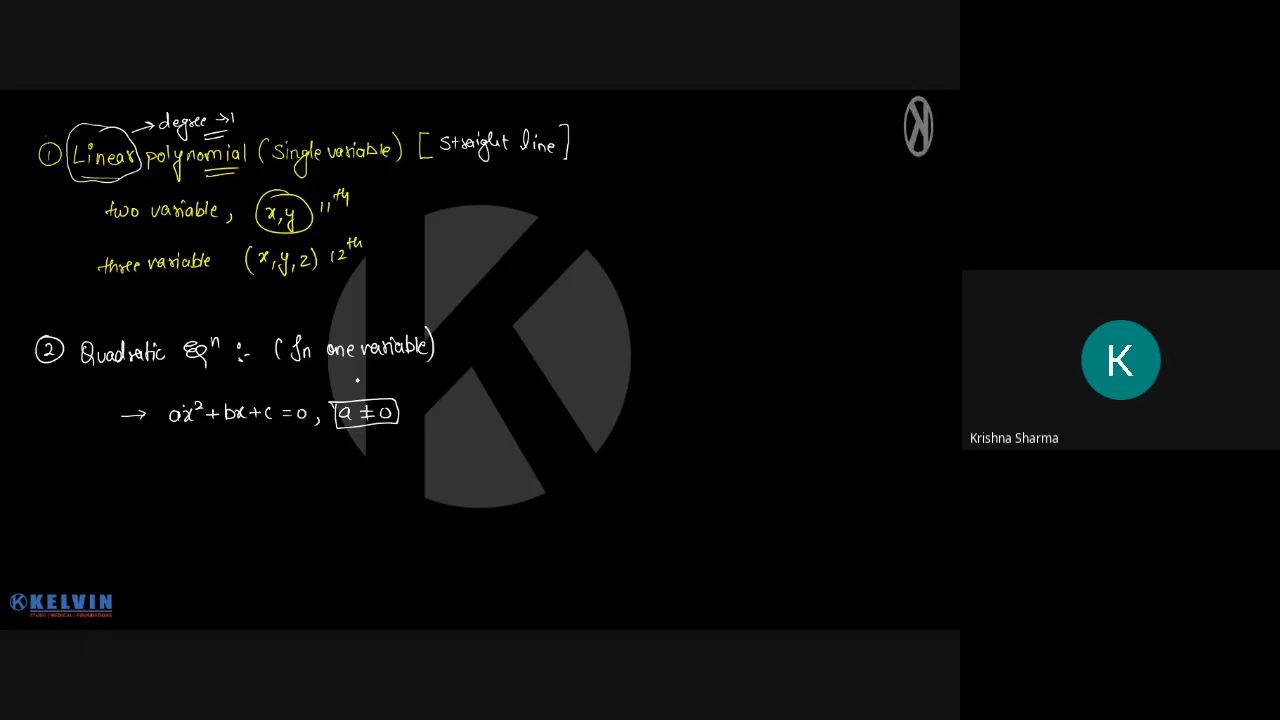 → degree → 1
① Linear polynomial (Single variable) [straight line]
two variable, x,y 11th
three variable (x,y,z) 12th
② Quadratic Eqⁿ :- (In one variable)
→ ax² + bx + c = 0, a ≠ 0
K
Krishna Sharma
KELVIN